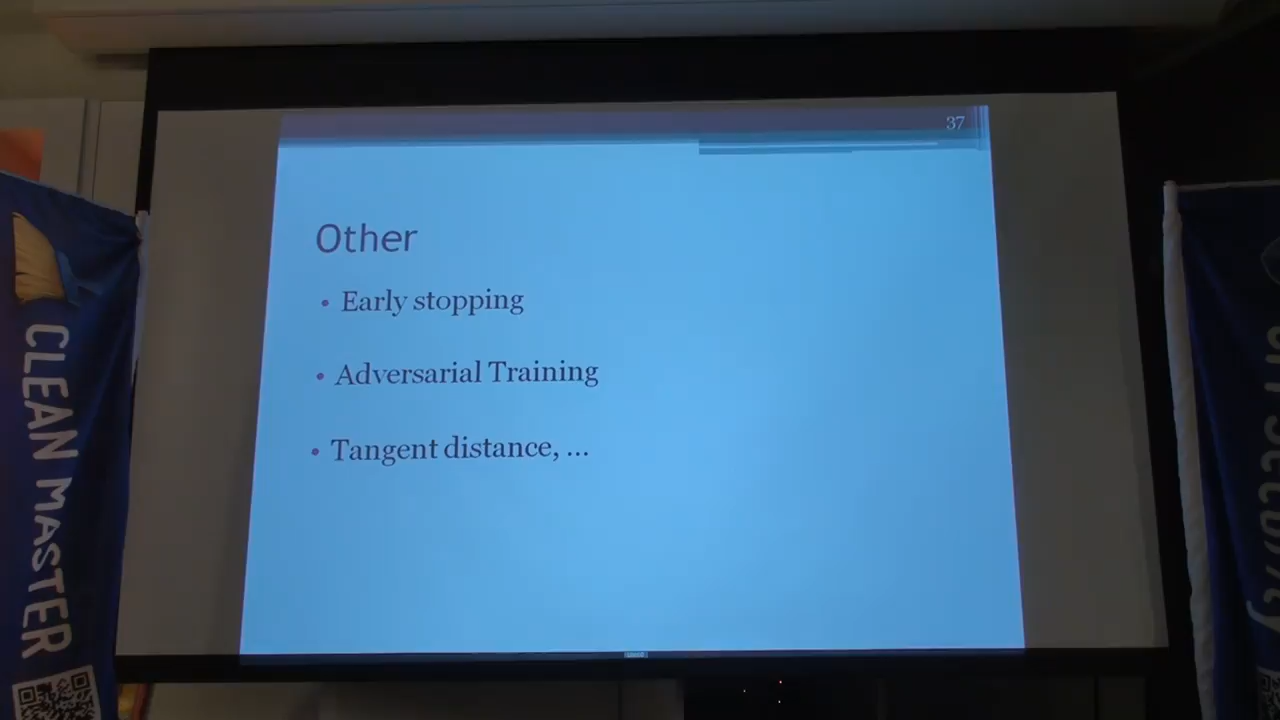 37
Other
• Early stopping
• Adversarial Training
• Tangent distance, ...
CLEAN MASTER